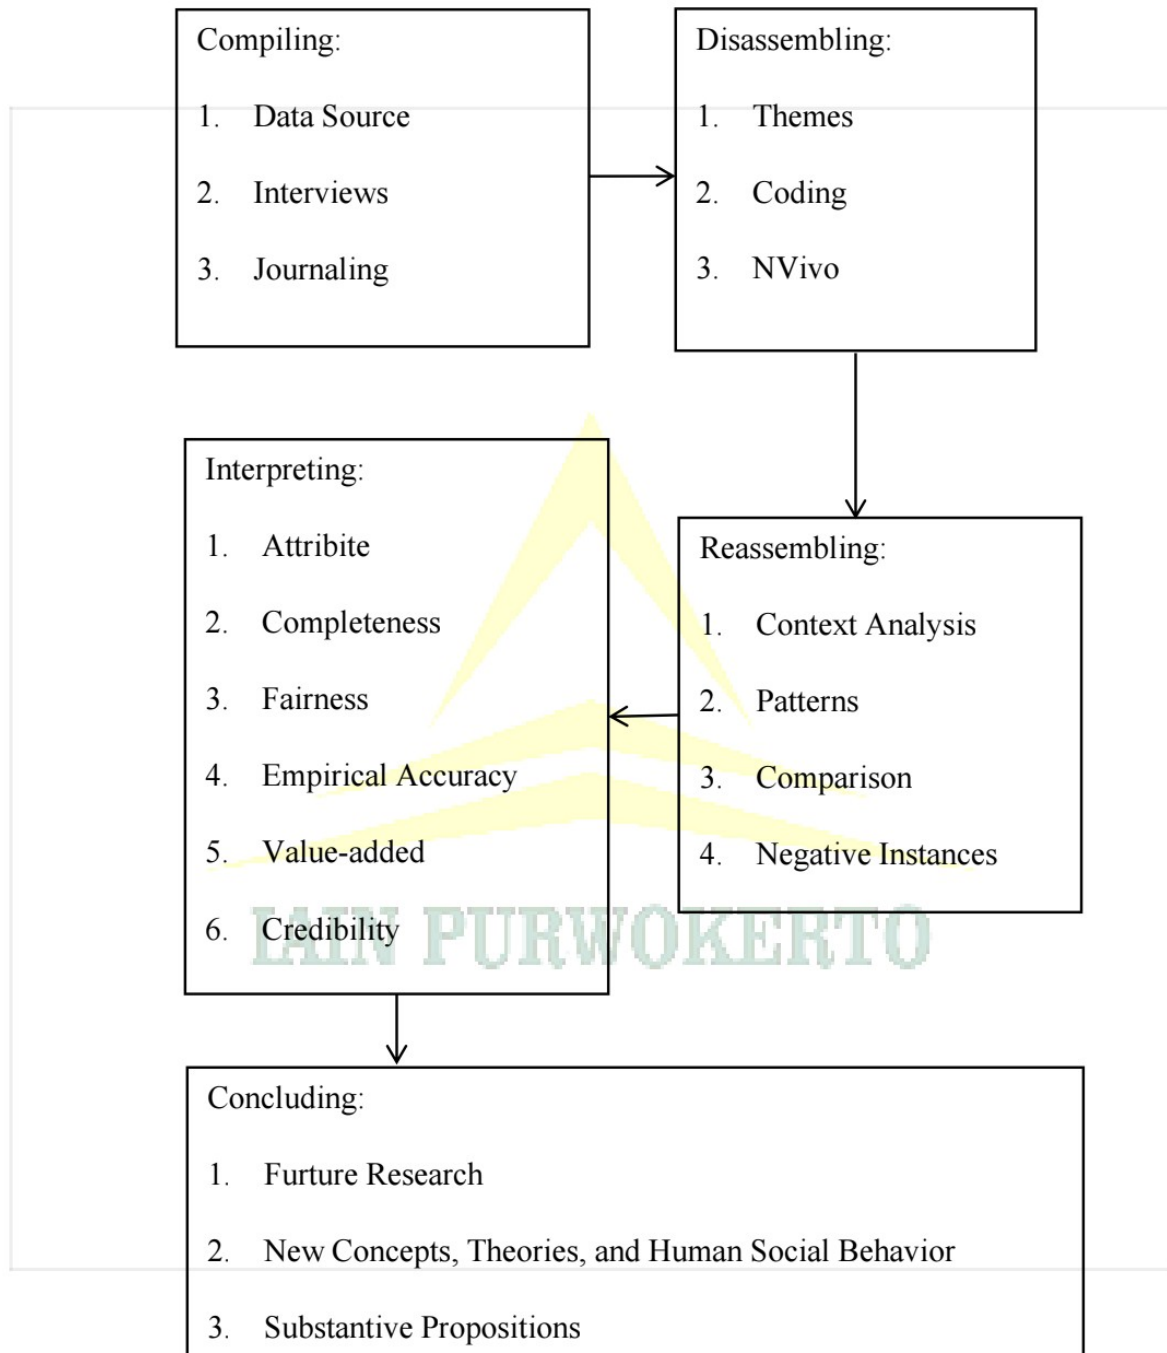 Compiling:
1. Data Source
2. Interviews
3. Journaling
Disassembling:
1. Themes
2. Coding
3. NVivo
Reassembling:
1. Context Analysis
2. Patterns
3. Comparison
4. Negative Instances
Interpreting:
1. Attribite
2. Completeness
3. Fairness
4. Empirical Accuracy
5. Value-added
6. Credibility
IAIN PURWOKERTO
Concluding:
1. Furture Research
2. New Concepts, Theories, and Human Social Behavior
3. Substantive Propositions